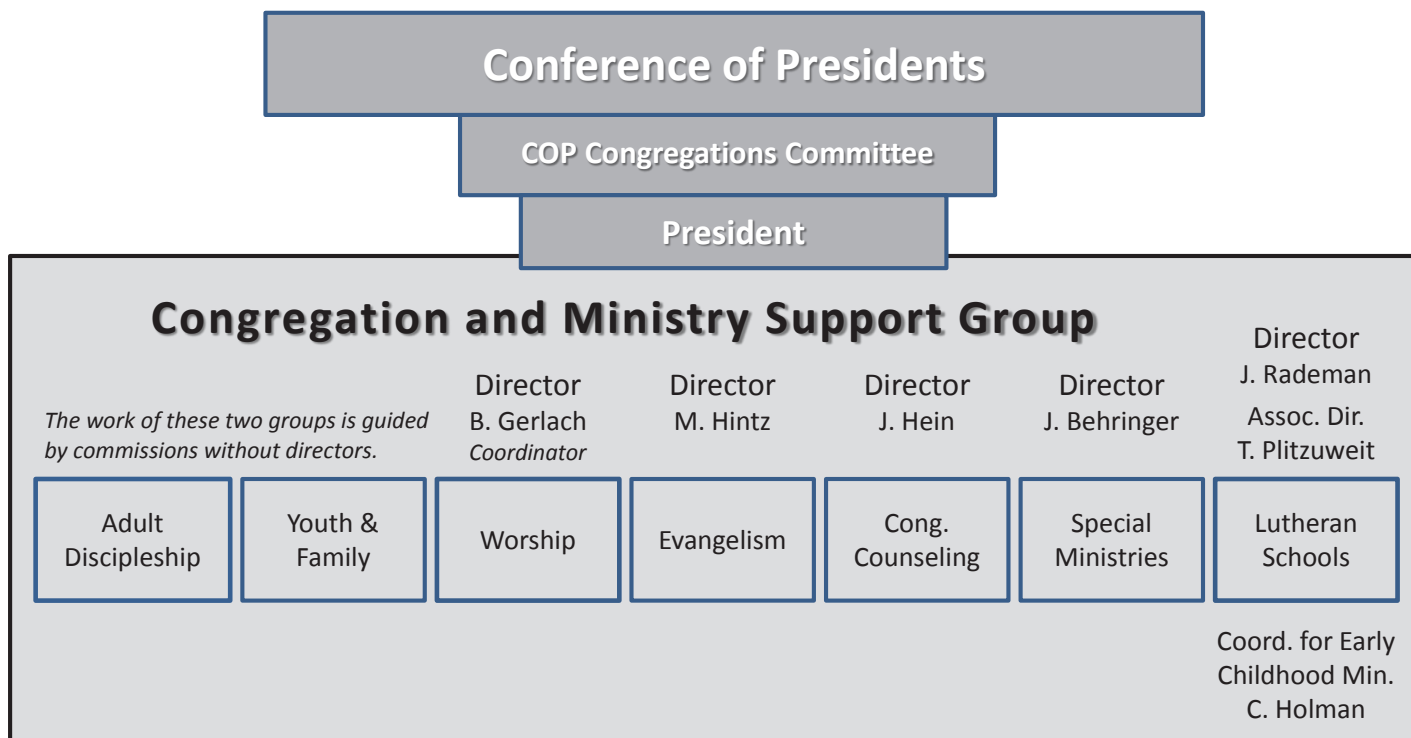 Conference of Presidents
COP Congregations Committee
President
Congregation and Ministry Support Group
The work of these two groups is guided
by commissions without directors.
Director
B. Gerlach
Coordinator
Director
M. Hintz
Director
J. Hein
Director
J. Behringer
Director
J. Rademan
Assoc. Dir.
T. Plitzuweit
Adult
Discipleship
Youth &
Family
Worship
Evangelism
Cong.
Counseling
Special
Ministries
Lutheran
Schools
Coord. for Early
Childhood Min.
C. Holman